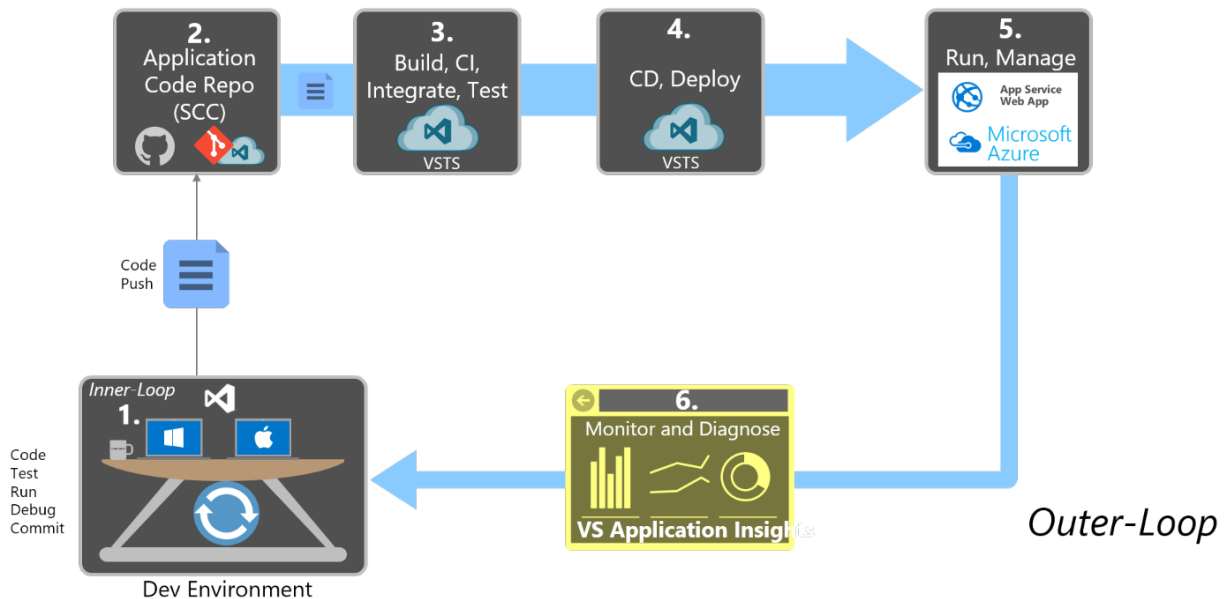 2.
Application
Code Repo
(SCC)
3.
Build, CI,
Integrate, Test
VSTS
4.
CD, Deploy
VSTS
5.
Run, Manage
App Service
Web App
Microsoft
Azure
Code
Push
Inner-Loop
1.
Code
Test
Run
Debug
Commit
Dev Environment
6.
Monitor and Diagnose
VS Application Insights
Outer-Loop